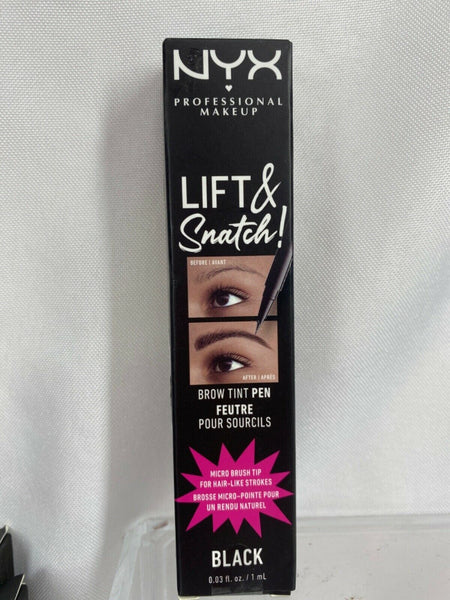 NYX
PROFESSIONAL
MAKEUP
LIFT &
Snatch!
BEFORE | AVANT
AFTER | APRÈS
BROW TINT PEN
FEUTRE
POUR SOURCILS
MICRO BRUSH TIP
FOR HAIR-LIKE STROKES
BROSSE MICRO-POINTE POUR
UN RENDU NATUREL
BLACK
0.03 fl. oz. / 1 mL